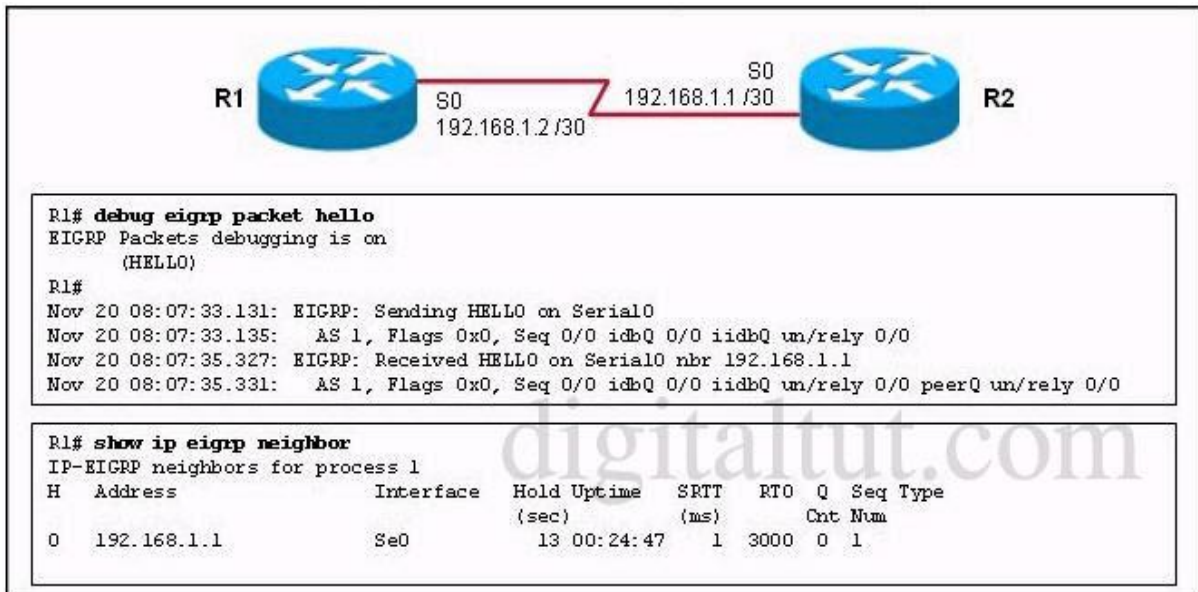 R1
S0
192.168.1.2 /30
S0
192.168.1.1 /30
R2
R1# debug eigrp packet hello
EIGRP Packets debugging is on
(HELLO)
R1#
Nov 20 08:07:33.131: EIGRP: Sending HELLO on Serial0
Nov 20 08:07:33.135: AS 1, Flags 0x0, Seq 0/0 idbQ 0/0 iidbQ un/rely 0/0
Nov 20 08:07:35.327: EIGRP: Received HELLO on Serial0 nbr 192.168.1.1
Nov 20 08:07:35.331: AS 1, Flags 0x0, Seq 0/0 idbQ 0/0 iidbQ un/rely 0/0 peerQ un/rely 0/0
digitaltut.com
R1# show ip eigrp neighbor
IP-EIGRP neighbors for process 1
H Address Interface Hold Uptime SRTT RTO Q Seq Type
(sec) (ms) Cnt Num
0 192.168.1.1 Se0 13 00:24:47 1 3000 0 1